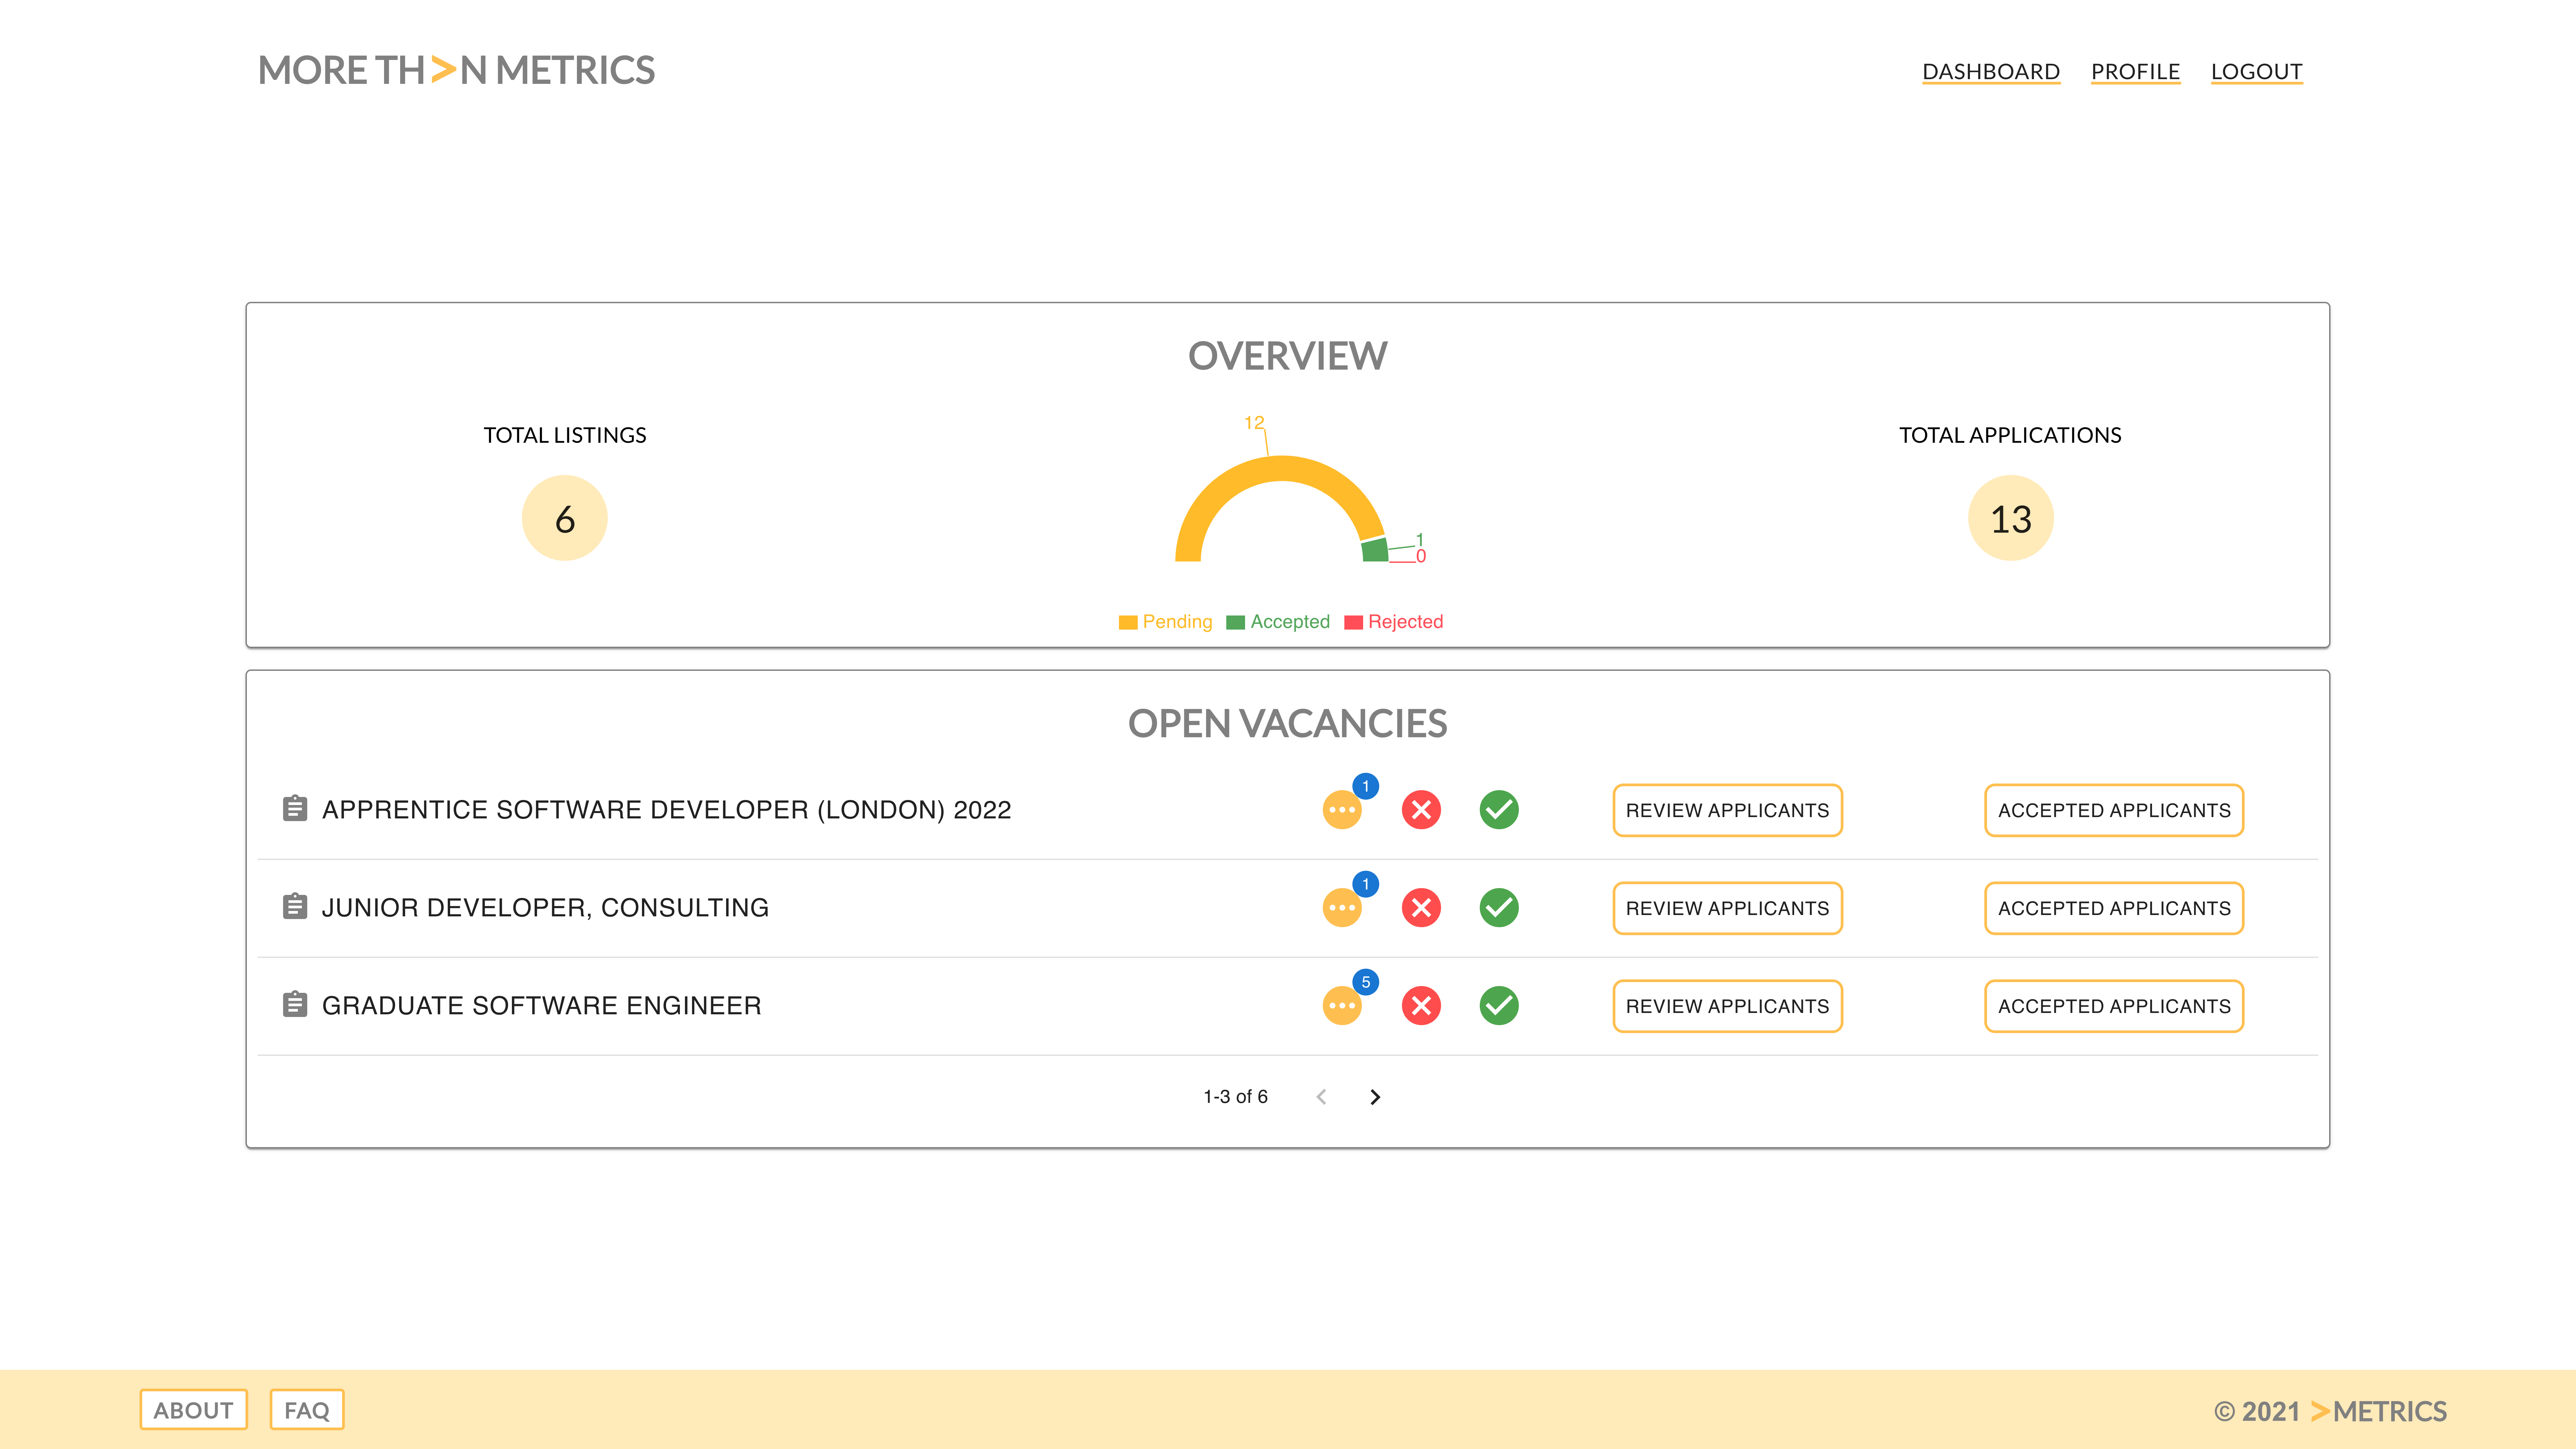 MORE TH>N METRICS
DASHBOARD PROFILE LOGOUT
OVERVIEW
TOTAL LISTINGS
6
12
1
0
Pending Accepted Rejected
TOTAL APPLICATIONS
13
OPEN VACANCIES
APPRENTICE SOFTWARE DEVELOPER (LONDON) 2022 1 REVIEW APPLICANTS ACCEPTED APPLICANTS
JUNIOR DEVELOPER, CONSULTING 1 REVIEW APPLICANTS ACCEPTED APPLICANTS
GRADUATE SOFTWARE ENGINEER 5 REVIEW APPLICANTS ACCEPTED APPLICANTS
1-3 of 6
ABOUT FAQ
© 2021 >METRICS